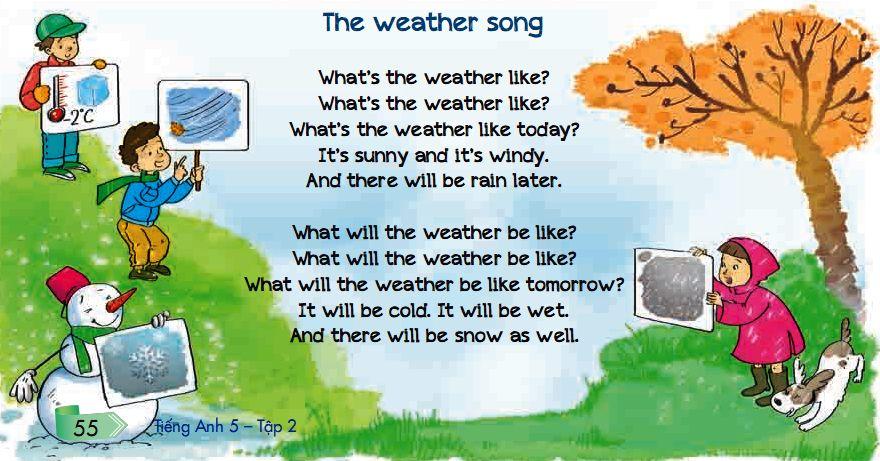 The weather song
What's the weather like?
What's the weather like?
What's the weather like today?
It's sunny and it's windy.
And there will be rain later.
What will the weather be like?
What will the weather be like?
What will the weather be like tomorrow?
It will be cold. It will be wet.
And there will be snow as well.
-2°C
55 Tiếng Anh 5 – Tập 2